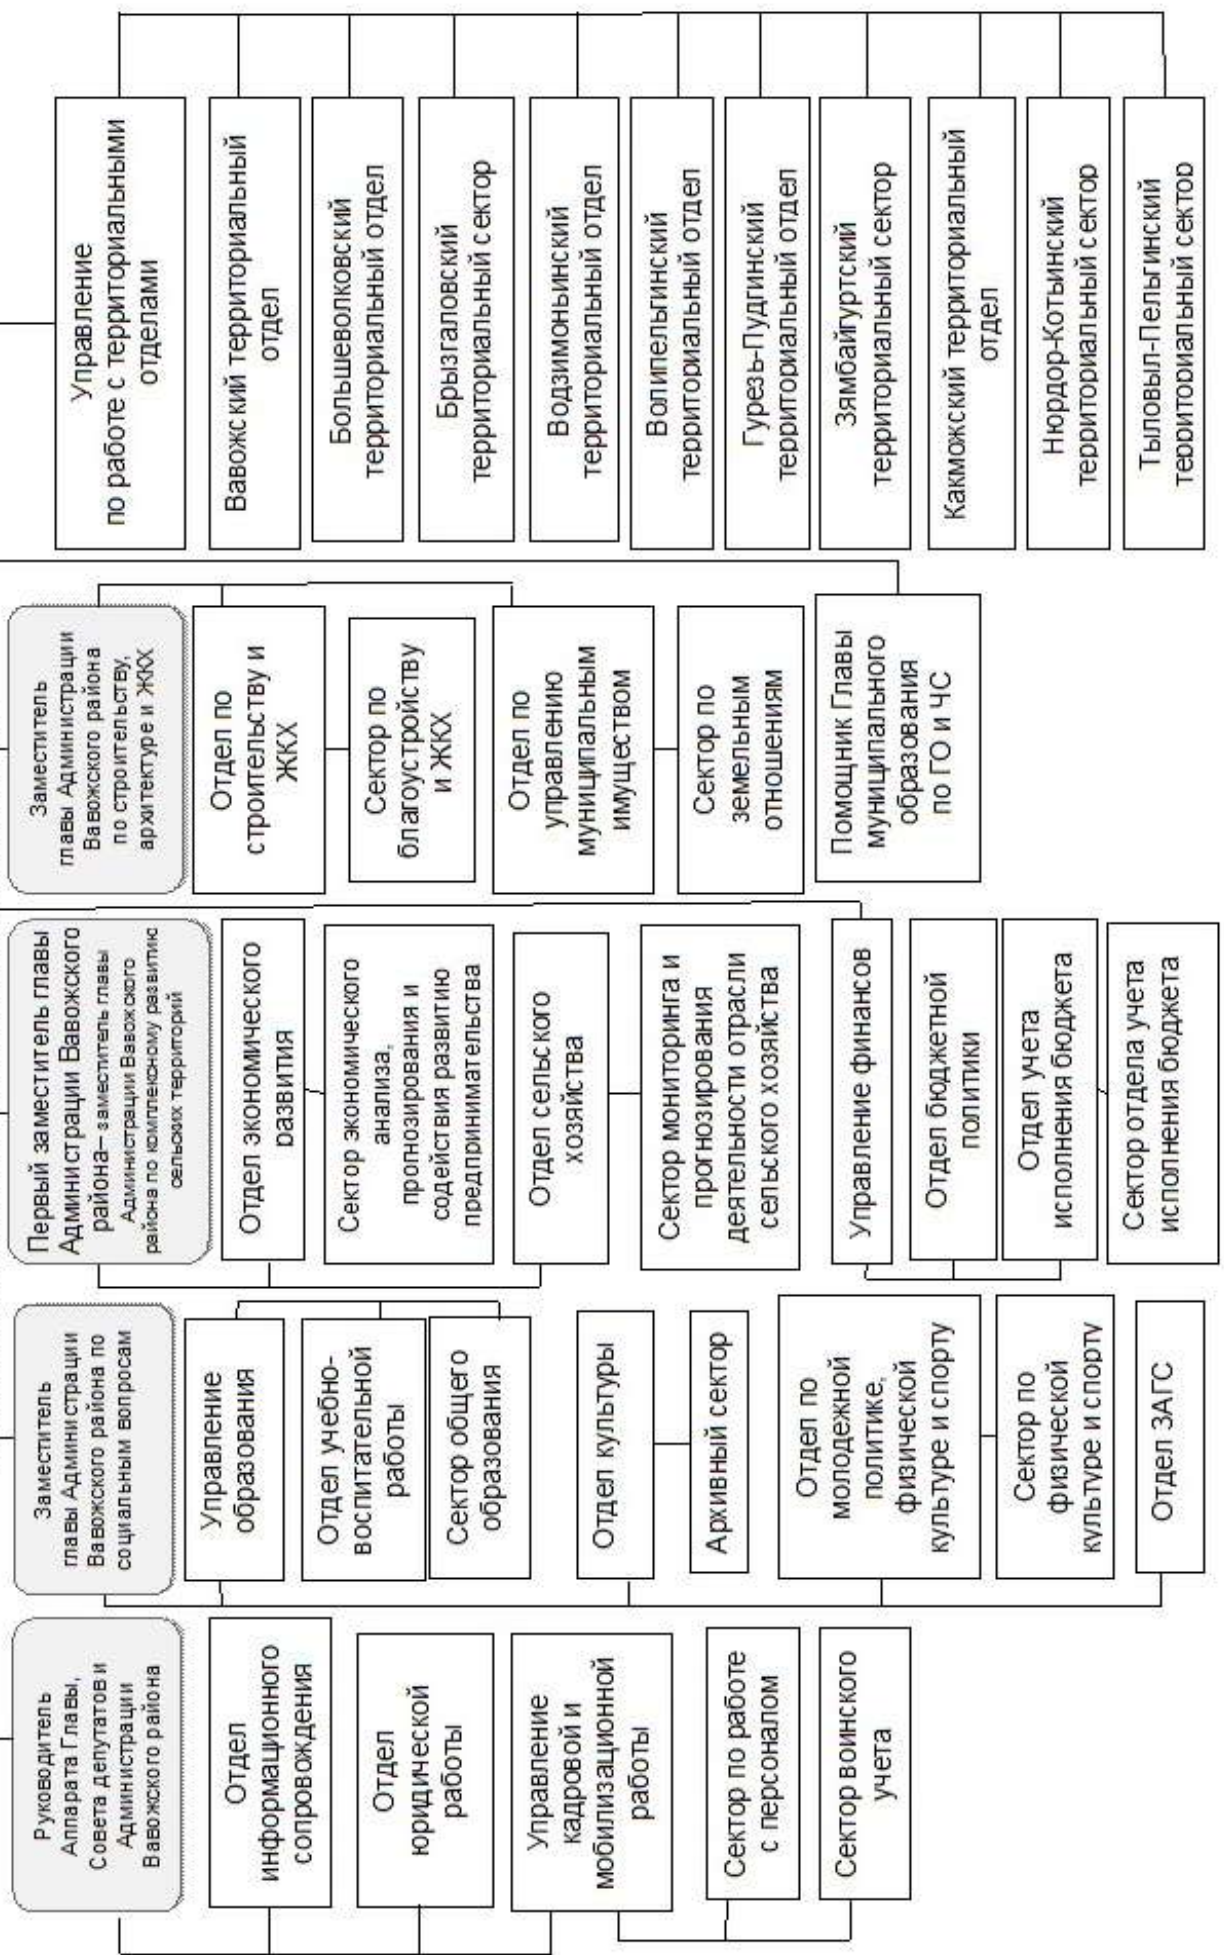 Руководитель
Аппарата Главы,
Совета депутатов и
Администрации
Вавожского района
Отдел
информационного
сопровождения
Отдел
юридической
работы
Управление
кадровой и
мобилизационной
работы
Сектор по работе
с персоналом
Сектор воинского
учета
Заместитель
главы Администрации
Вавожского района по
социальным вопросам
Управление
образования
Отдел учебно-
воспитательной
работы
Сектор общего
образования
Отдел культуры
Архивный сектор
Отдел по
молодежной
политике,
физической
культуре и спорту
Сектор по
физической
культуре и спорту
Отдел ЗАГС
Первый заместитель главы
Администрации Вавожского
района– заместитель главы
Администрации Вавожского
района по комплексному развитию
сельских территорий
Отдел экономического
развития
Сектор экономического
анализа,
прогнозирования и
содействия развитию
предпринимательства
Отдел сельского
хозяйства
Сектор мониторинга и
прогнозирования
деятельности отрасли
сельского хозяйства
Управление финансов
Отдел бюджетной
политики
Отдел учета
исполнения бюджета
Сектор отдела учета
исполнения бюджета
Заместитель
главы Администрации
Вавожского района
по строительству,
архитектуре и ЖКХ
Отдел по
строительству и
ЖКХ
Сектор по
благоустройству
и ЖКХ
Отдел по
управлению
муниципальным
имуществом
Сектор по
земельным
отношениям
Помощник Главы
муниципального
образования
по ГО и ЧС
Управление
по работе с территориальными
отделами
Вавожский территориальный
отдел
Большеволковский
территориальный отдел
Брызгаловский
территориальный сектор
Водзимоньинский
территориальный отдел
Волипельгинский
территориальный отдел
Гурезь-Пудгинский
территориальный отдел
Зямбайгуртский
территориальный сектор
Какможский территориальный
отдел
Нюрдор-Котьинский
территориальный сектор
Тыловыл-Пельгинский
территориальный сектор